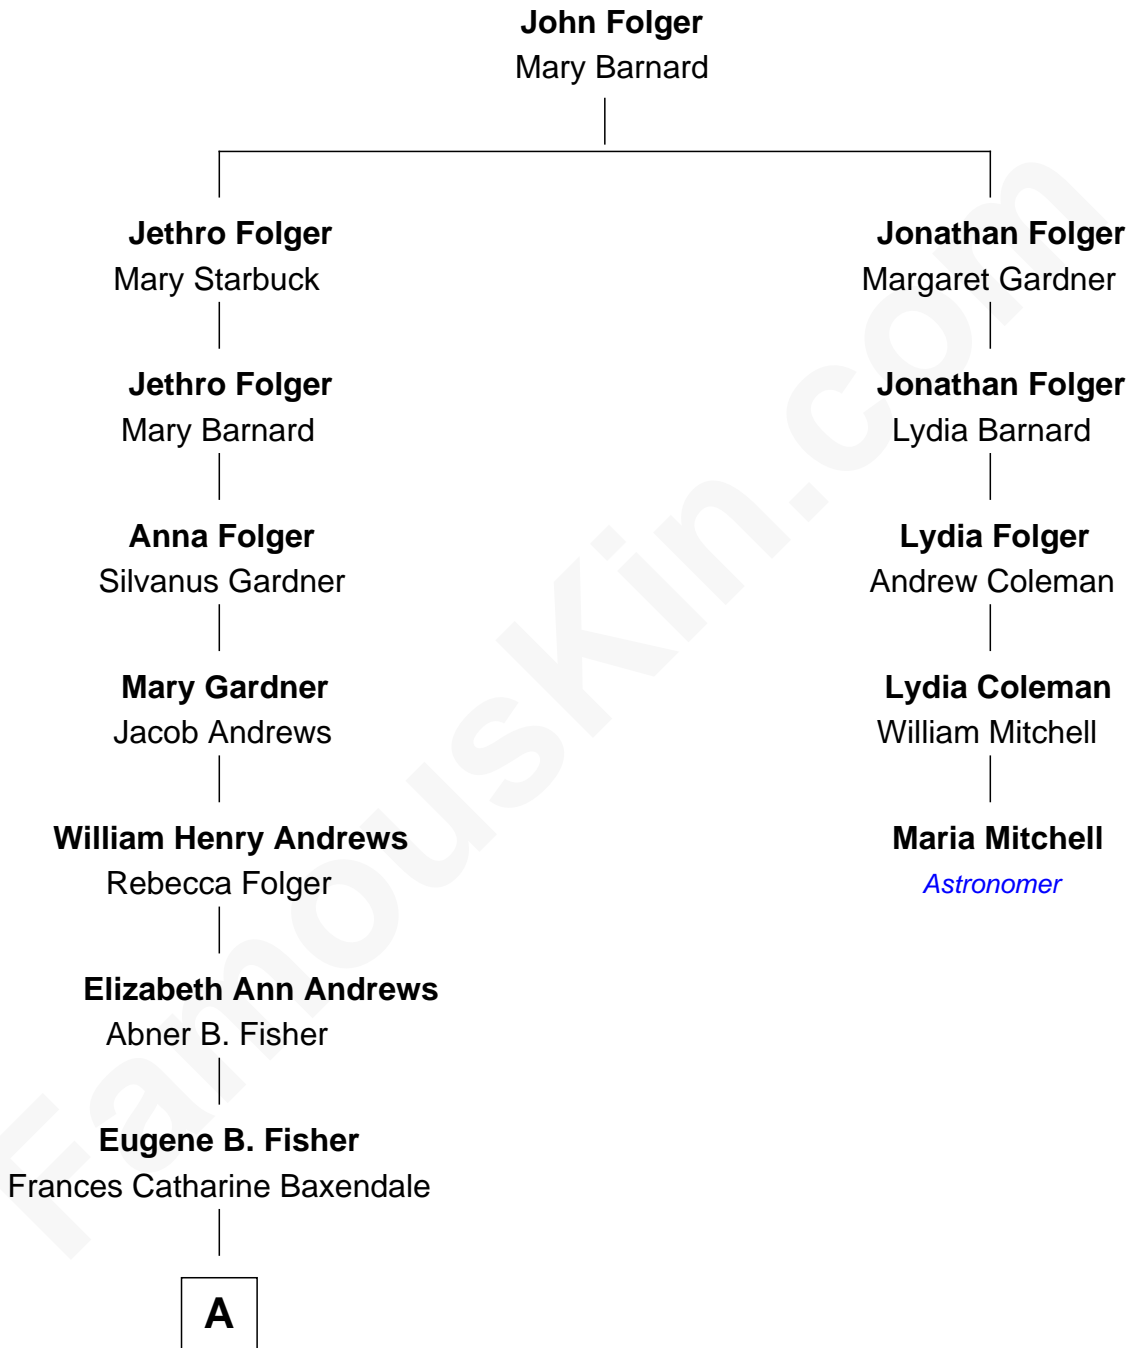 John Folger
Mary Barnard
Jethro Folger
Mary Starbuck
Jonathan Folger
Margaret Gardner
Jethro Folger
Mary Barnard
Jonathan Folger
Lydia Barnard
Anna Folger
Silvanus Gardner
Lydia Folger
Andrew Coleman
Mary Gardner
Jacob Andrews
Lydia Coleman
William Mitchell
William Henry Andrews
Rebecca Folger
Maria Mitchell
Astronomer
Elizabeth Ann Andrews
Abner B. Fisher
Eugene B. Fisher
Frances Catharine Baxendale
A
FamousKin.com